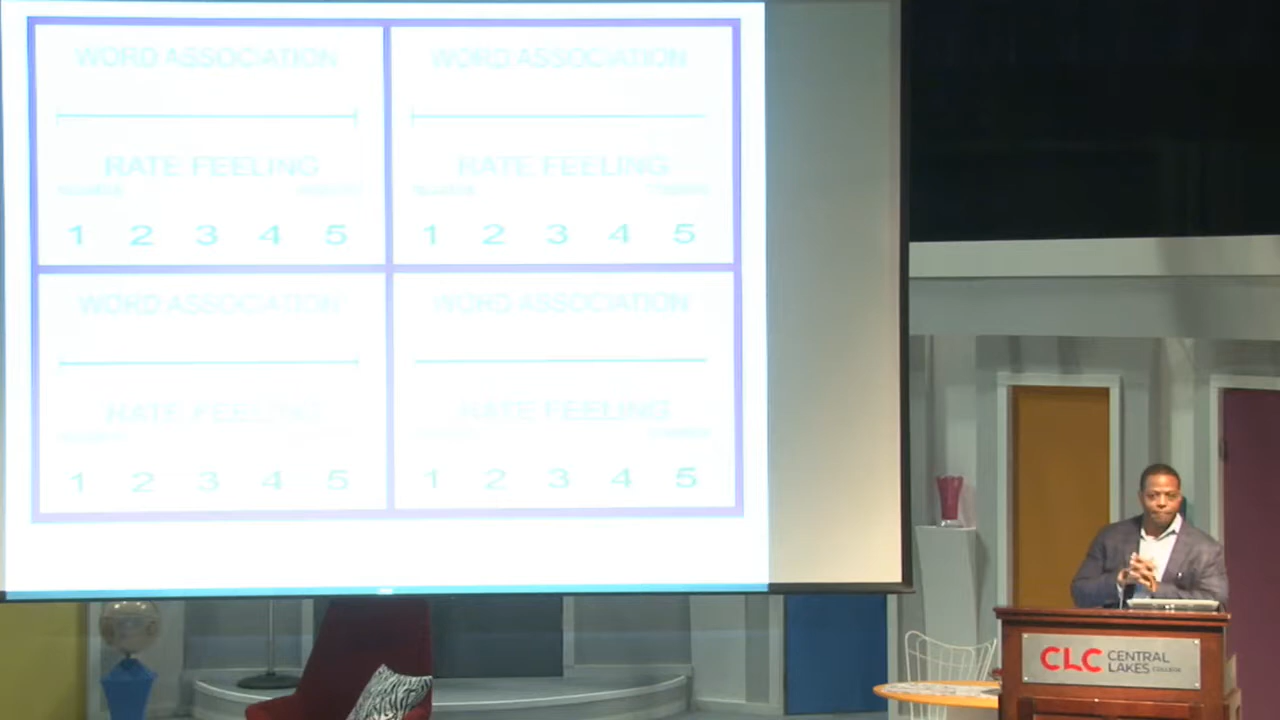 WORD ASSOCIATION
RATE FEELING
1 2 3 4 5
WORD ASSOCIATION
RATE FEELING
1 2 3 4 5
WORD ASSOCIATION
RATE FEELING
1 2 3 4 5
WORD ASSOCIATION
RATE FEELING
1 2 3 4 5
CLC CENTRAL
LAKES COLLEGE